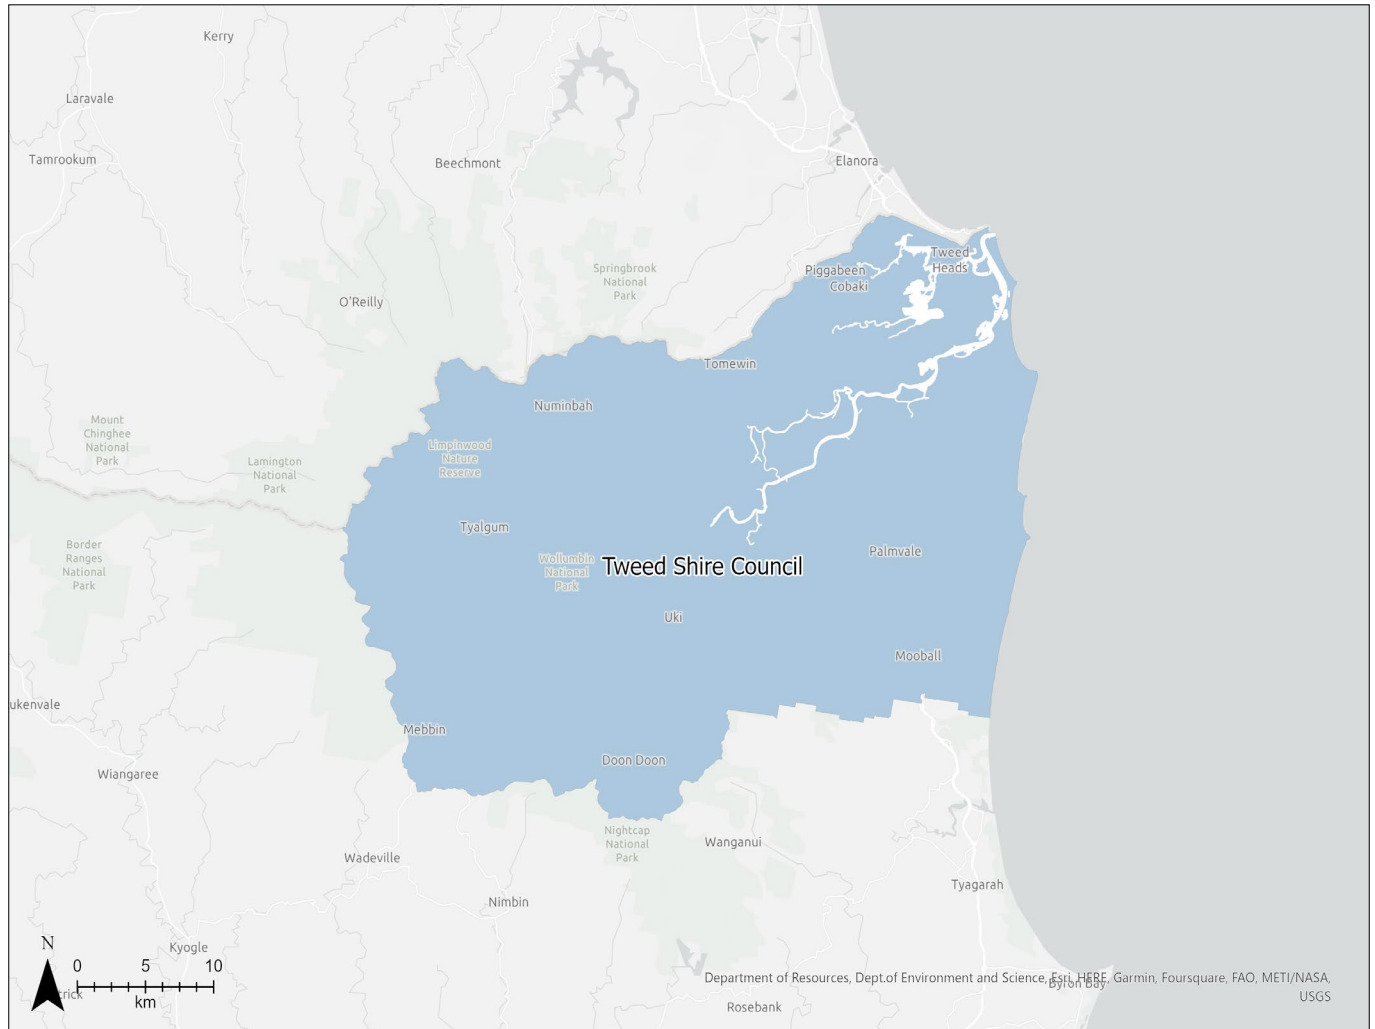 Kerry
Laravale
Tamrookum
Beechmont
Elanora
Tweed
Heads
Piggabeen
Cobaki
Springbrook
National
Park
O'Reilly
Tomewin
Numinbah
Mount
Chinghee
National
Park
Limpinwood
Nature
Reserve
Lamington
National
Park
Tyalgum
Border
Ranges
National
Park
Wollumbin
National
Park
Tweed Shire Council
Palmvale
Uki
Mooball
ukenvale
Mebbin
Doon Doon
Wiangaree
Nightcap
National
Park
Wanganui
Wadeville
Tyagarah
Nimbin
Kyogle
N
0 5 10
km
trick
Department of Resources, Dept.of Environment and Science, Esri, HERE, Garmin, Foursquare, FAO, METI/NASA,
USGS
Byron Bay
Rosebank